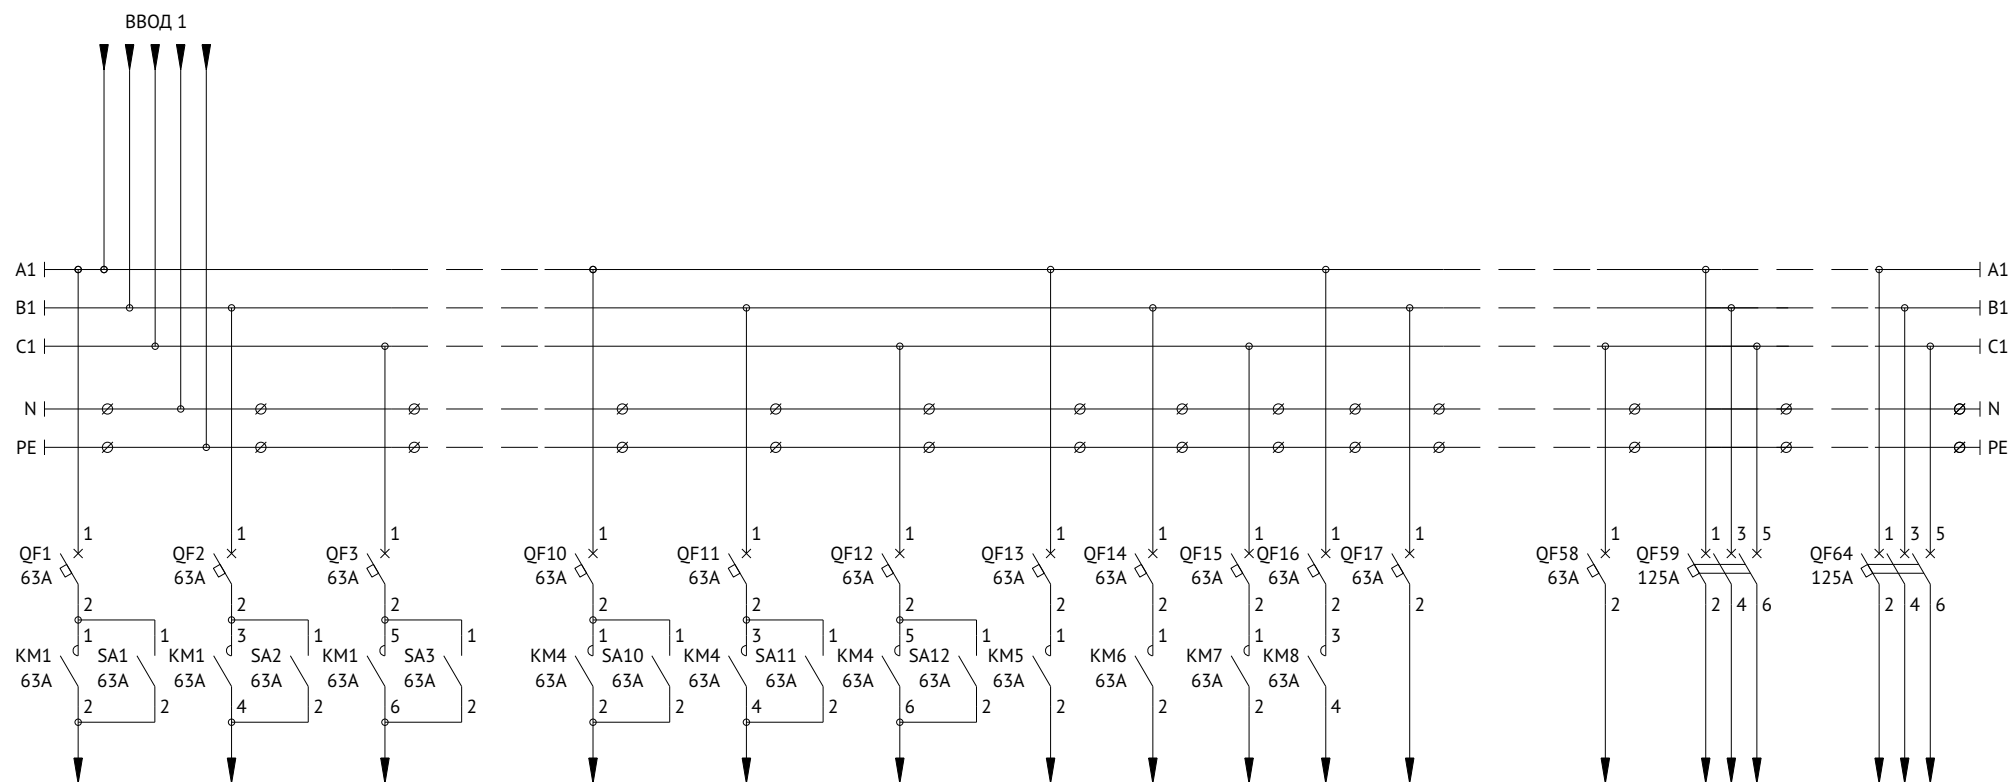 ВВОД 1
A1 A1
B1 B1
C1 C1
N N
PE PE
1 1 1 1 1 1 1 1 1 1 1 1 1 3 5 1 3 5
QF1 QF2 QF3 QF10 QF11 QF12 QF13 QF14 QF15 QF16 QF17 QF58 QF59 QF64
63A 63A 63A 63A 63A 63A 63A 63A 63A 63A 63A 63A 125A 125A
2 2 2 2 2 2 2 2 2 2 2 2 2 4 6 2 4 6
1 1 3 1 5 1 1 1 3 1 5 1 1 1 1 3
KM1 SA1 KM1 SA2 KM1 SA3 KM4 SA10 KM4 SA11 KM4 SA12 KM5 KM6 KM7 KM8
63A 63A 63A 63A 63A 63A 63A 63A 63A 63A 63A 63A 63A 63A 63A 63A
2 2 4 2 6 2 2 2 4 2 6 2 2 2 2 4